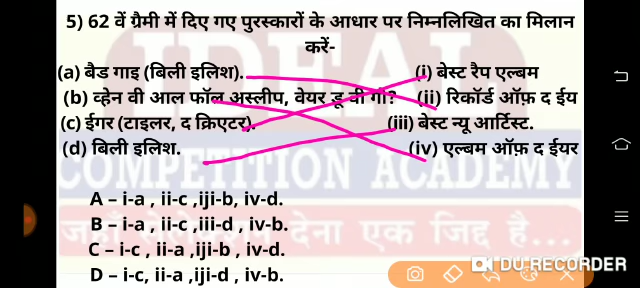 5) 62 वें ग्रैमी में दिए गए पुरस्कारों के आधार पर निम्नलिखित का मिलान
करें-
(a) बैड गाइ (बिली इलिश). (i) बेस्ट रैप एल्बम
(b) व्हेन वी आल फॉल अस्लीप, वेयर डू वी गो? (ii) रिकॉर्ड ऑफ़ द ईय
(c) ईगर (टाइलर, द क्रिएटर). (iii) बेस्ट न्यू आर्टिस्ट.
(d) बिली इलिश. (iv) एल्बम ऑफ़ द ईयर
A – i-a , ii-c ,iji-b, iv-d.
B – i-a , ii-c ,iii-d , iv-b.
C – i-c , ii-a ,iji-b , iv-d.
D – i-c, ii-a ,iji-d , iv-b.
IDEAL
COMPETITION ACADEMY
देना एक जिद्द है...
DU RECORDER